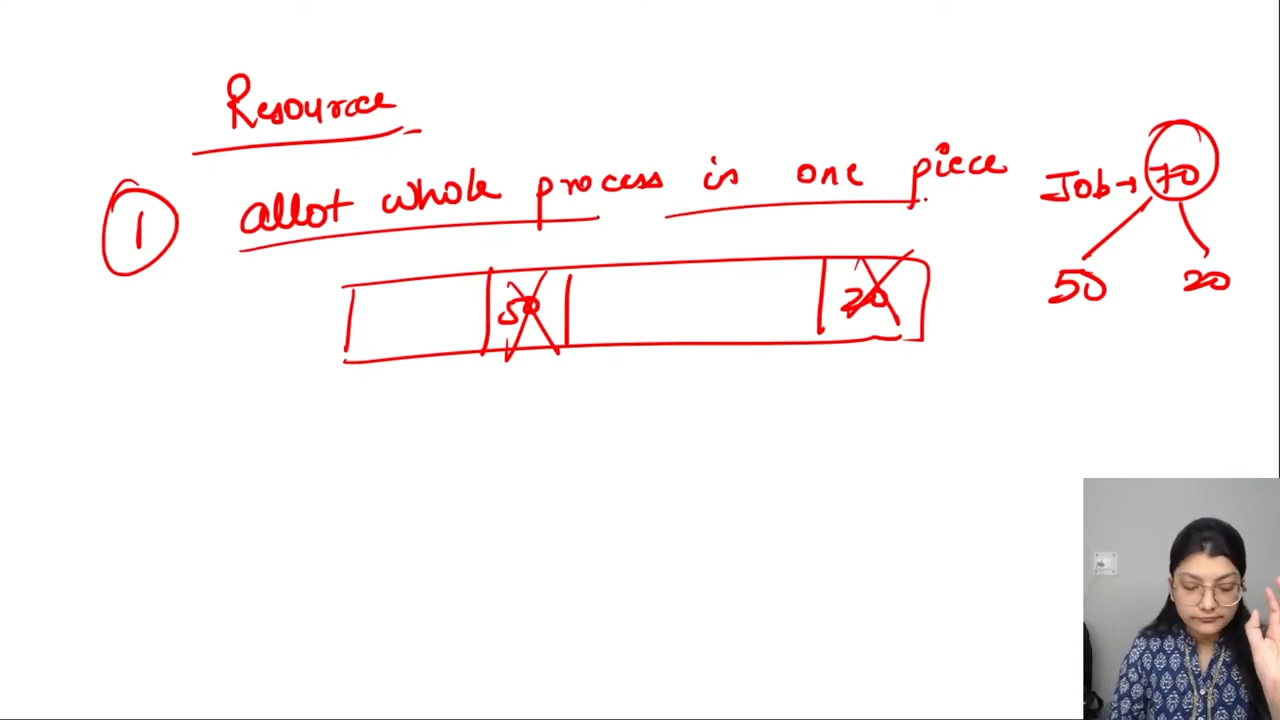 Resource
1 allot whole process in one piece
Job → 70
50 20
50 20